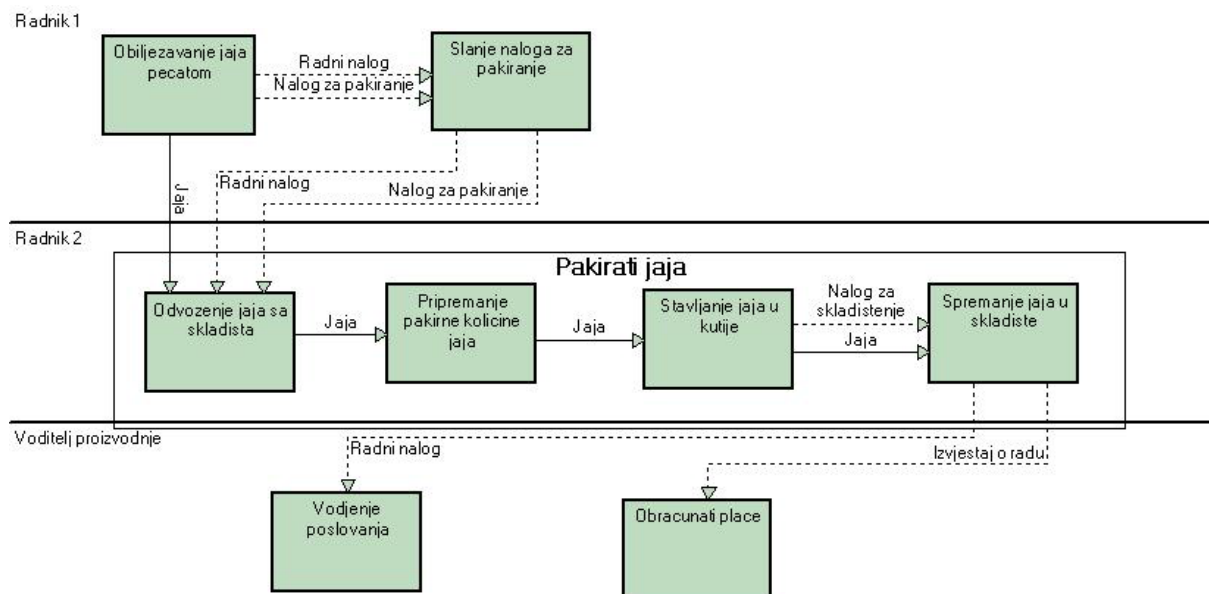 Radnik 1
Obiljezavanje jaja
pecatom
Radni nalog
Nalog za pakiranje
Slanje naloga za
pakiranje
Jaja
Radni nalog
Nalog za pakiranje
Radnik 2
Pakirati jaja
Odvozenje jaja sa
skladista
Jaja
Pripremanje
pakirne kolicine
jaja
Jaja
Stavljanje jaja u
kutije
Nalog za
skladistenje
Jaja
Spremanje jaja u
skladiste
Voditelj proizvodnje
Radni nalog
Izvjestaj o radu
Vodjenje
poslovanja
Obracunati place